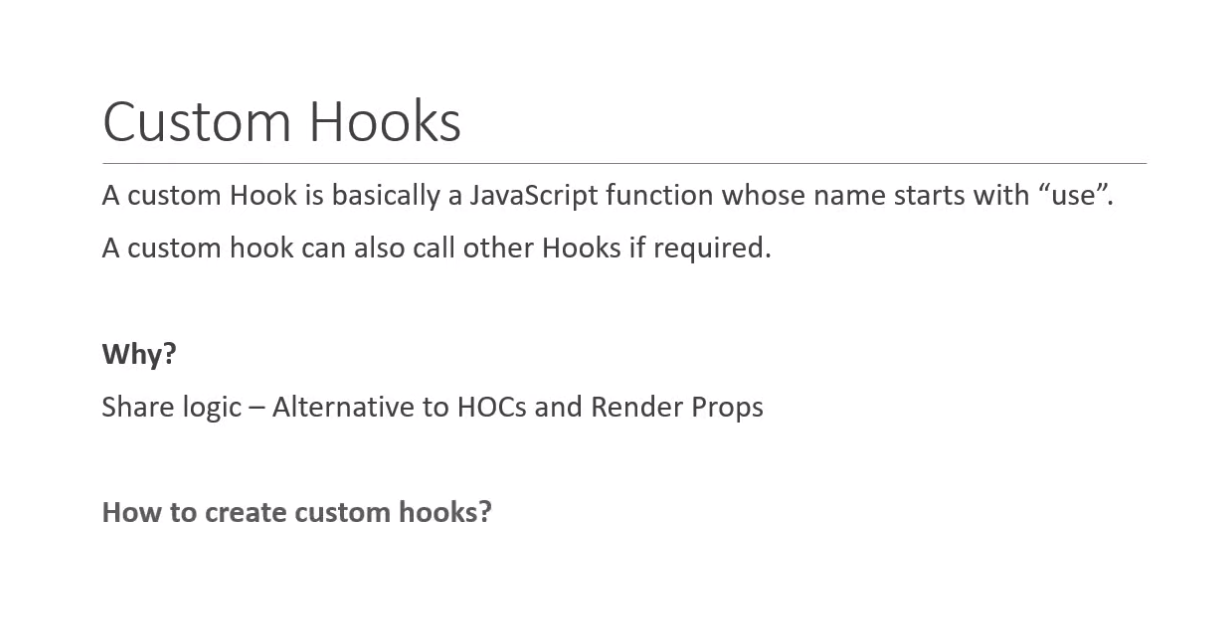 Custom Hooks
A custom Hook is basically a JavaScript function whose name starts with “use”.
A custom hook can also call other Hooks if required.
Why?
Share logic – Alternative to HOCs and Render Props
How to create custom hooks?